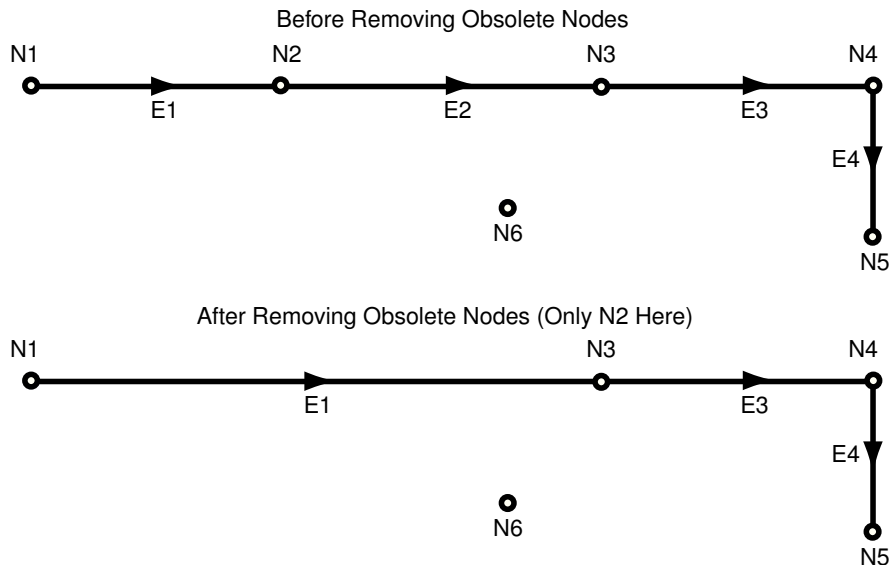 Before Removing Obsolete Nodes
N1 N2 N3 N4
E1 E2 E3
E4
N6
N5
After Removing Obsolete Nodes (Only N2 Here)
N1 N3 N4
E1 E3
E4
N6
N5